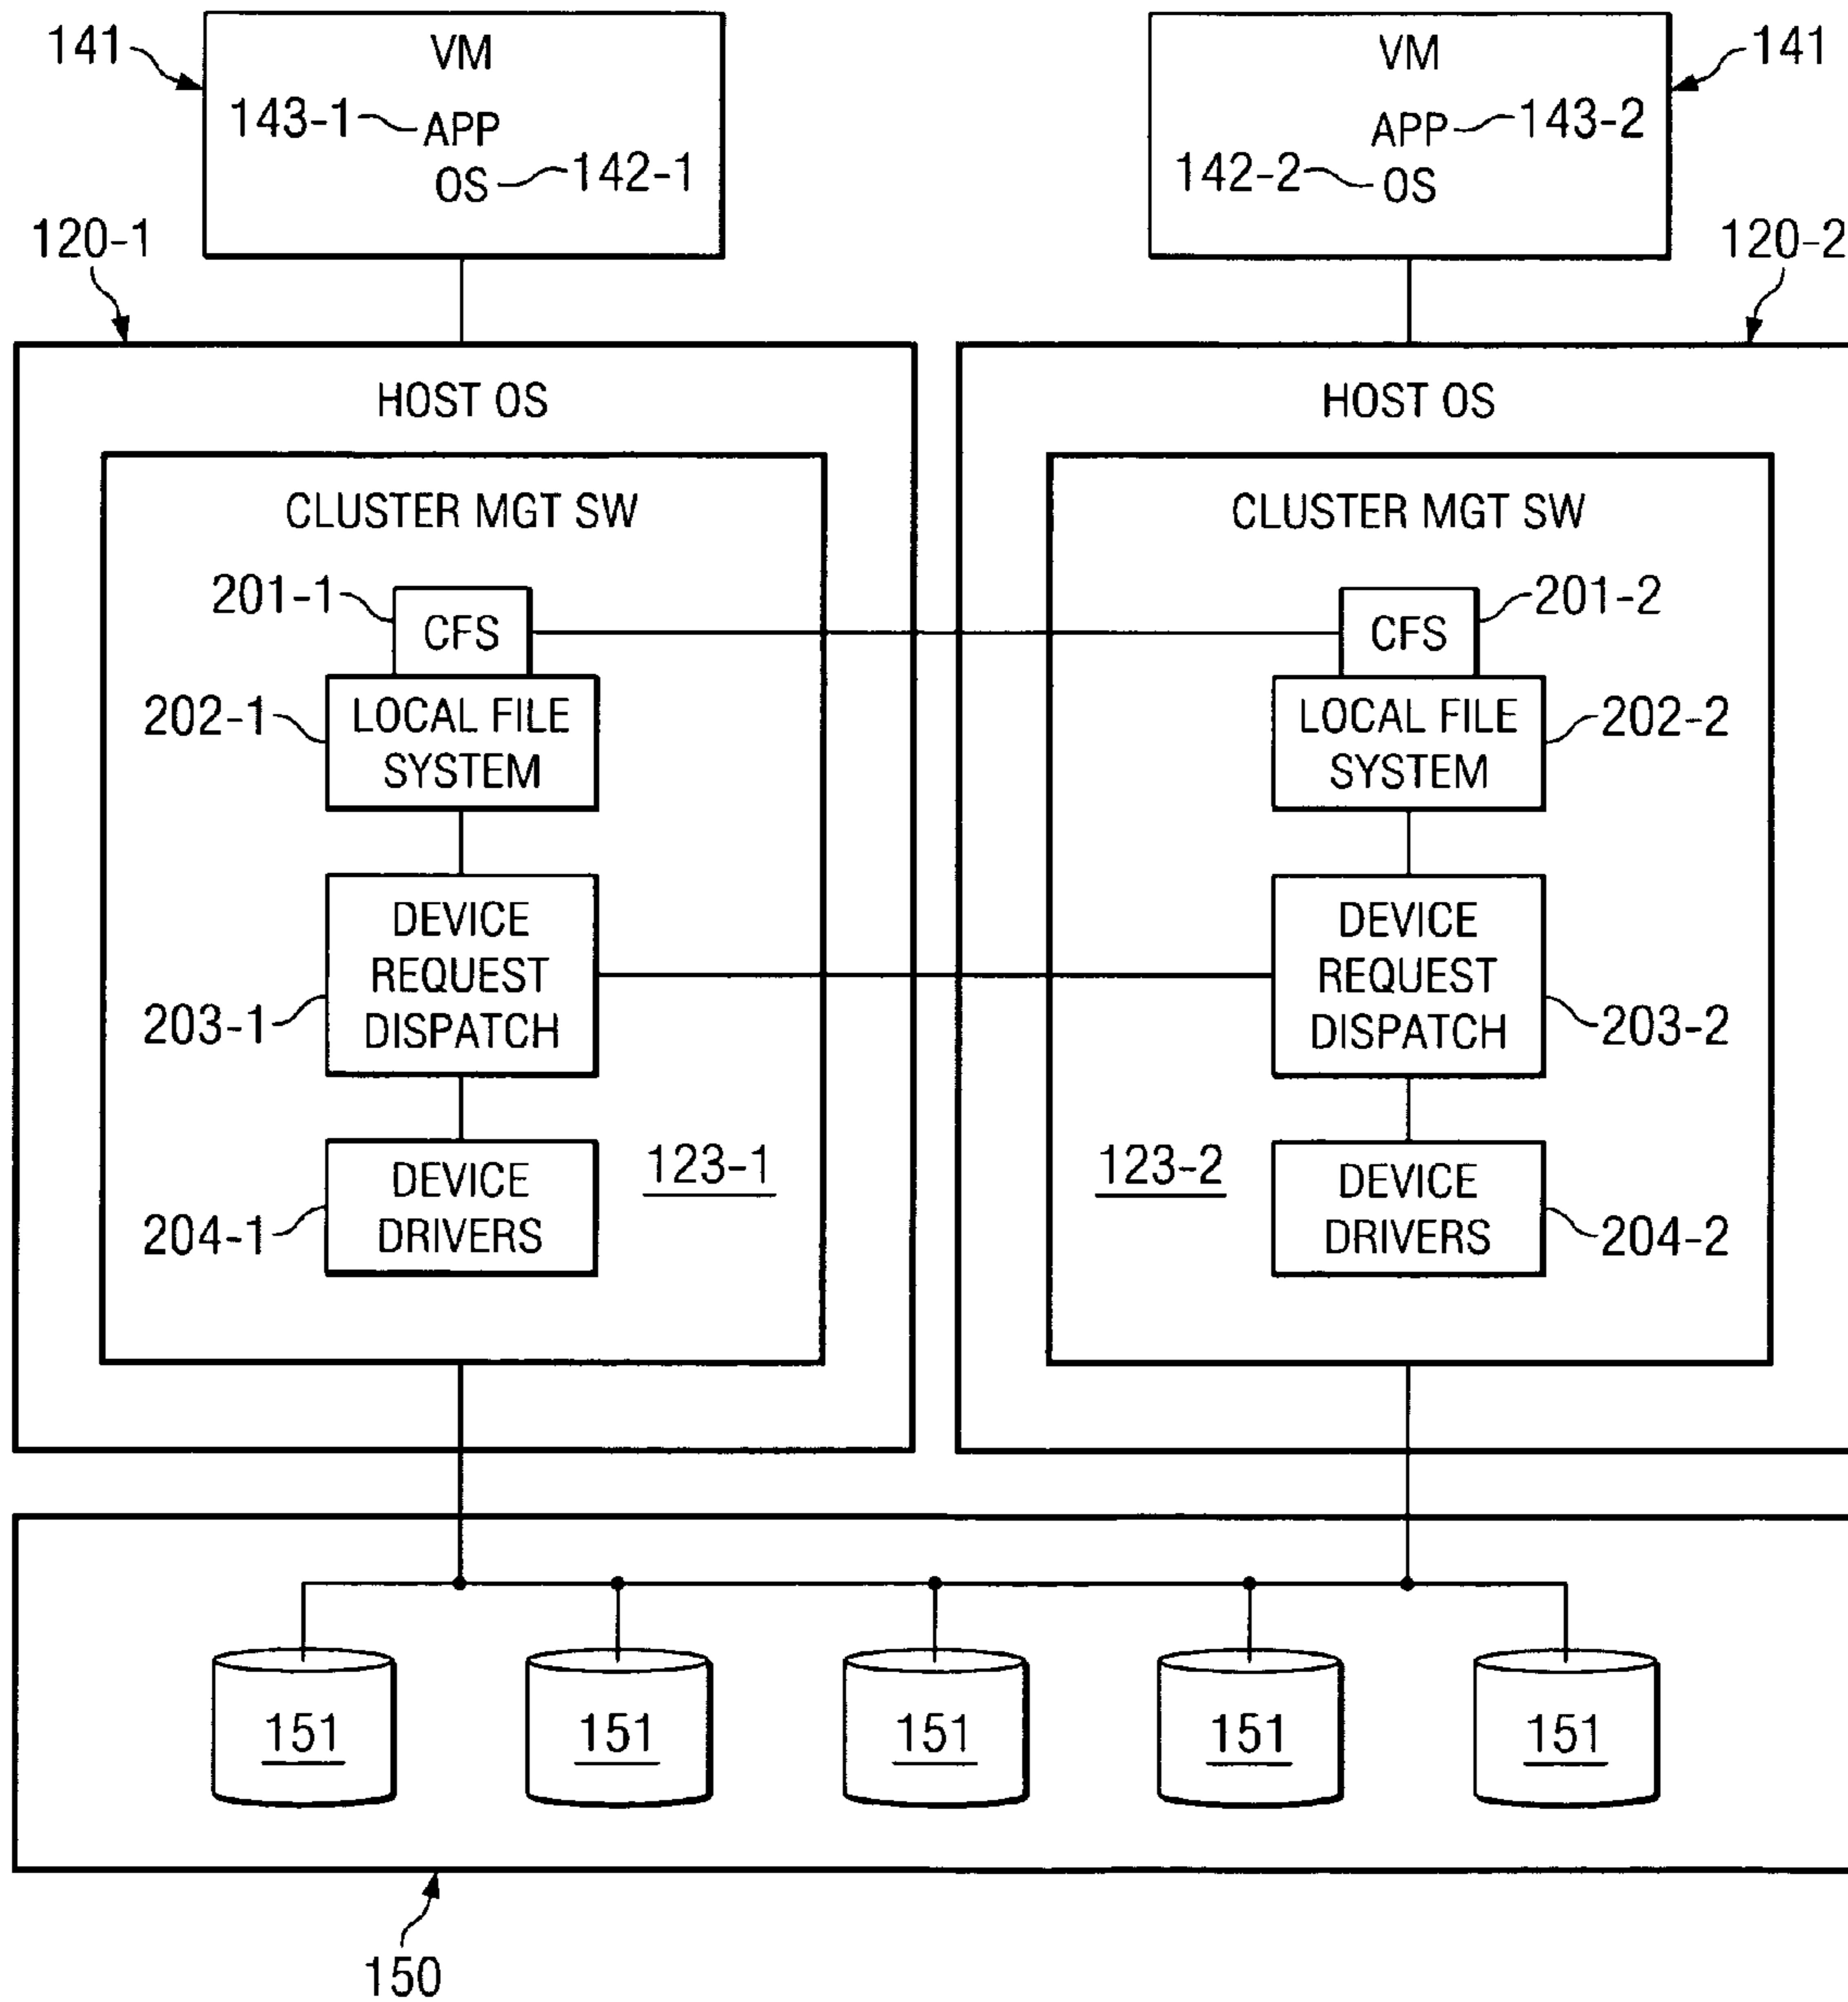 VM
141
143-1
APP
OS
142-1
VM
141
APP
143-2
142-2
OS
120-1
120-2
HOST OS
CLUSTER MGT SW
201-1
CFS
202-1
LOCAL FILE
SYSTEM
203-1
DEVICE
REQUEST
DISPATCH
204-1
DEVICE
DRIVERS
123-1
HOST OS
CLUSTER MGT SW
CFS
201-2
LOCAL FILE
SYSTEM
202-2
DEVICE
REQUEST
DISPATCH
203-2
123-2
DEVICE
DRIVERS
204-2
151
151
151
151
151
150